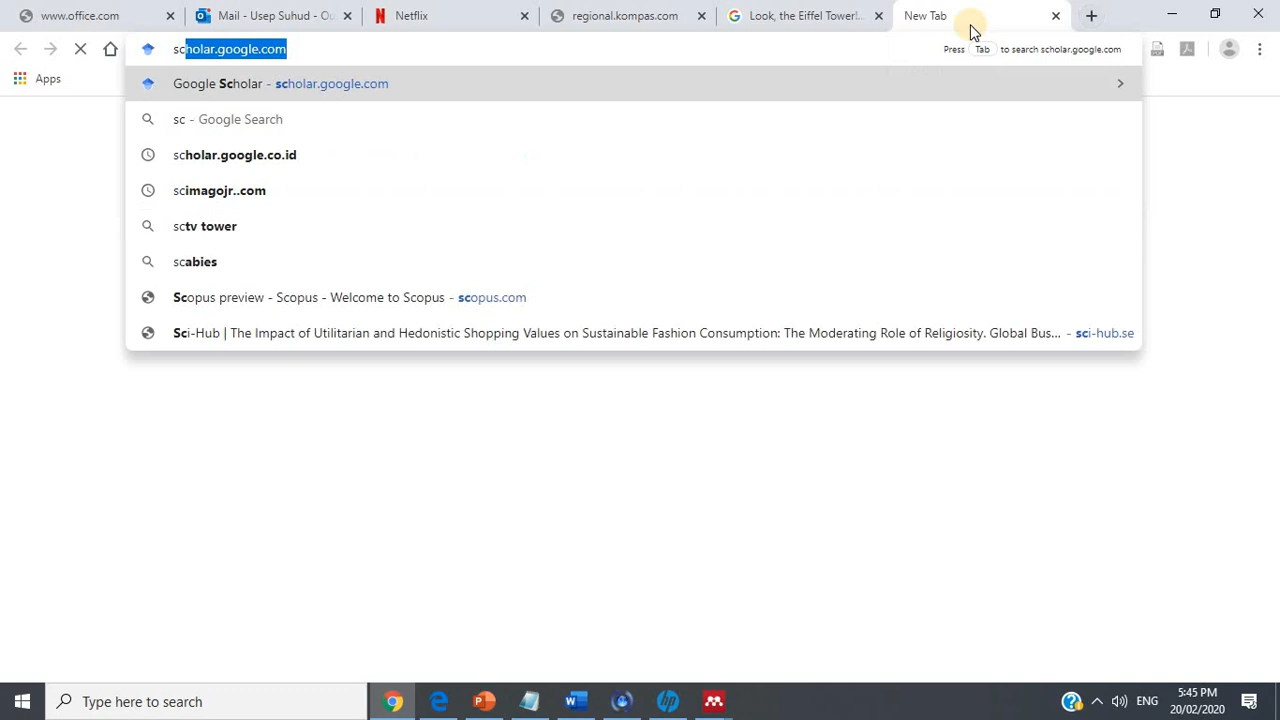 www.office.com
Mail - Usep Suhud - Ou
Netflix
regional.kompas.com
Look, the Eiffel Tower!
New Tab
scholar.google.com
Press Tab to search scholar.google.com
Apps
Google Scholar - scholar.google.com
sc - Google Search
scholar.google.co.id
scimagojr..com
sctv tower
scabies
Scopus preview - Scopus - Welcome to Scopus - scopus.com
Sci-Hub | The Impact of Utilitarian and Hedonistic Shopping Values on Sustainable Fashion Consumption: The Moderating Role of Religiosity. Global Bus... - sci-hub.se
Type here to search
ENG
5:45 PM
20/02/2020